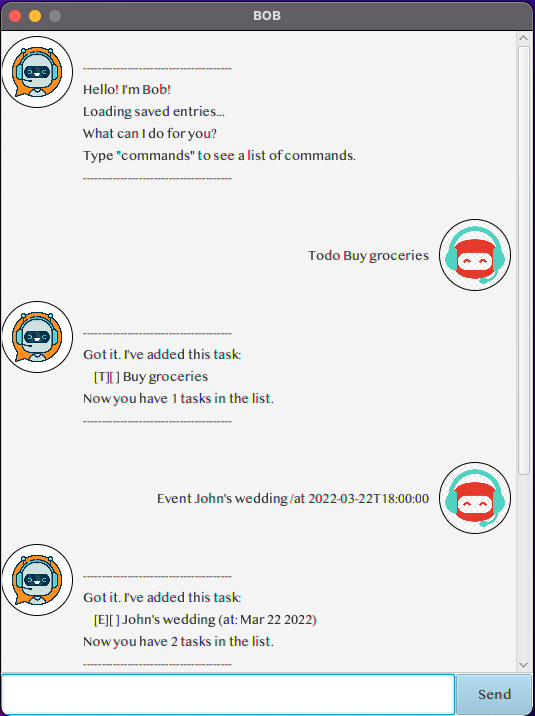 BOB
----------------------------------------
Hello! I'm Bob!
Loading saved entries...
What can I do for you?
Type "commands" to see a list of commands.
----------------------------------------
Todo Buy groceries
----------------------------------------
Got it. I've added this task:
[T][ ] Buy groceries
Now you have 1 tasks in the list.
----------------------------------------
Event John's wedding /at 2022-03-22T18:00:00
----------------------------------------
Got it. I've added this task:
[E][ ] John's wedding (at: Mar 22 2022)
Now you have 2 tasks in the list.
----------------------------------------
Send